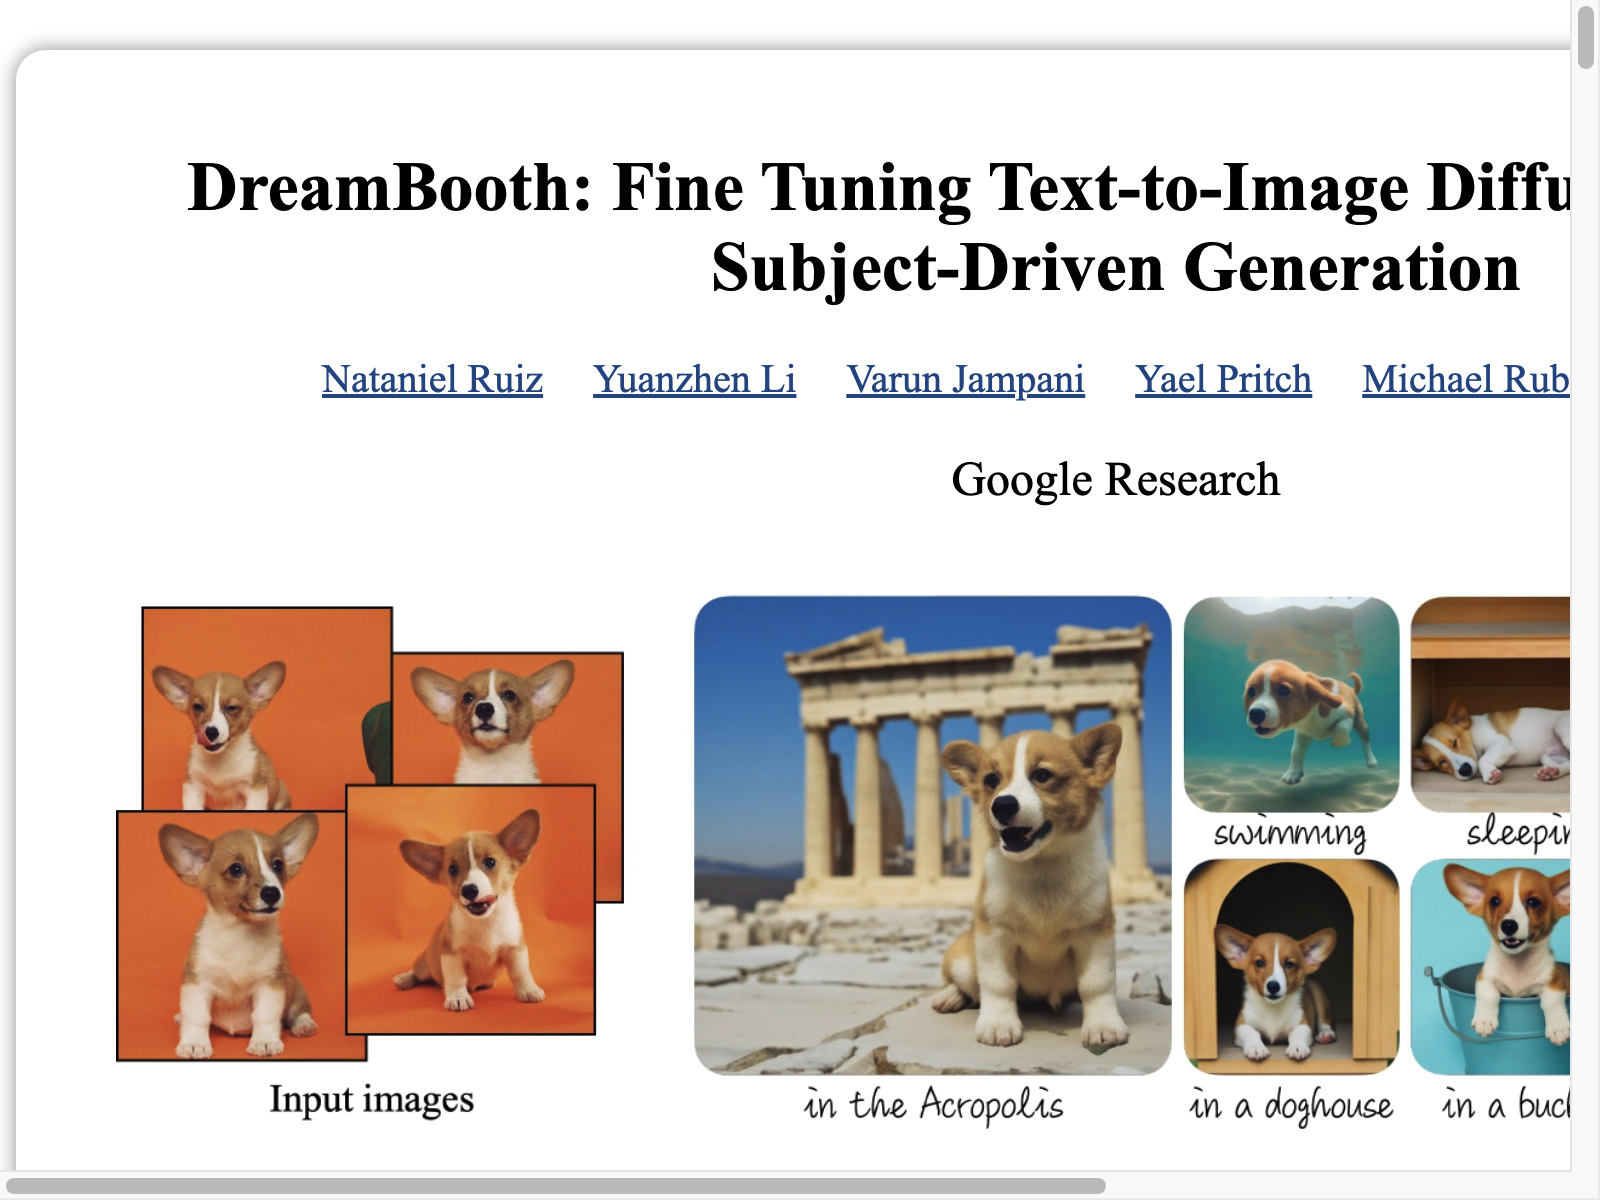 DreamBooth: Fine Tuning Text-to-Image Diffu
Subject-Driven Generation
Nataniel Ruiz Yuanzhen Li Varun Jampani Yael Pritch Michael Rub
Google Research
swimming sleepin
Input images
in the Acropolis in a doghouse in a buck